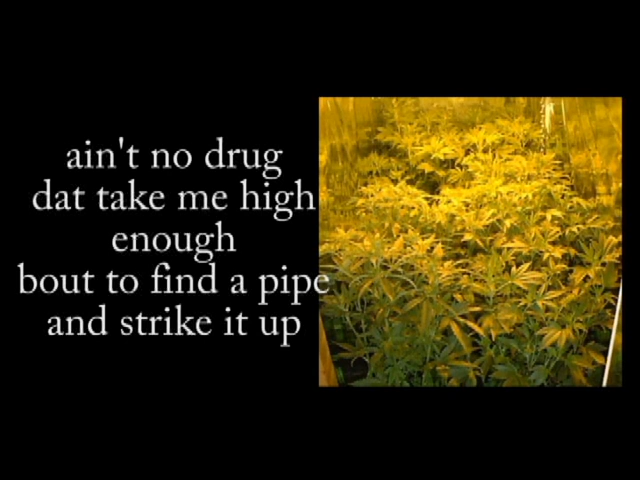 ain't no drug
dat take me high
enough
bout to find a pipe
and strike it up